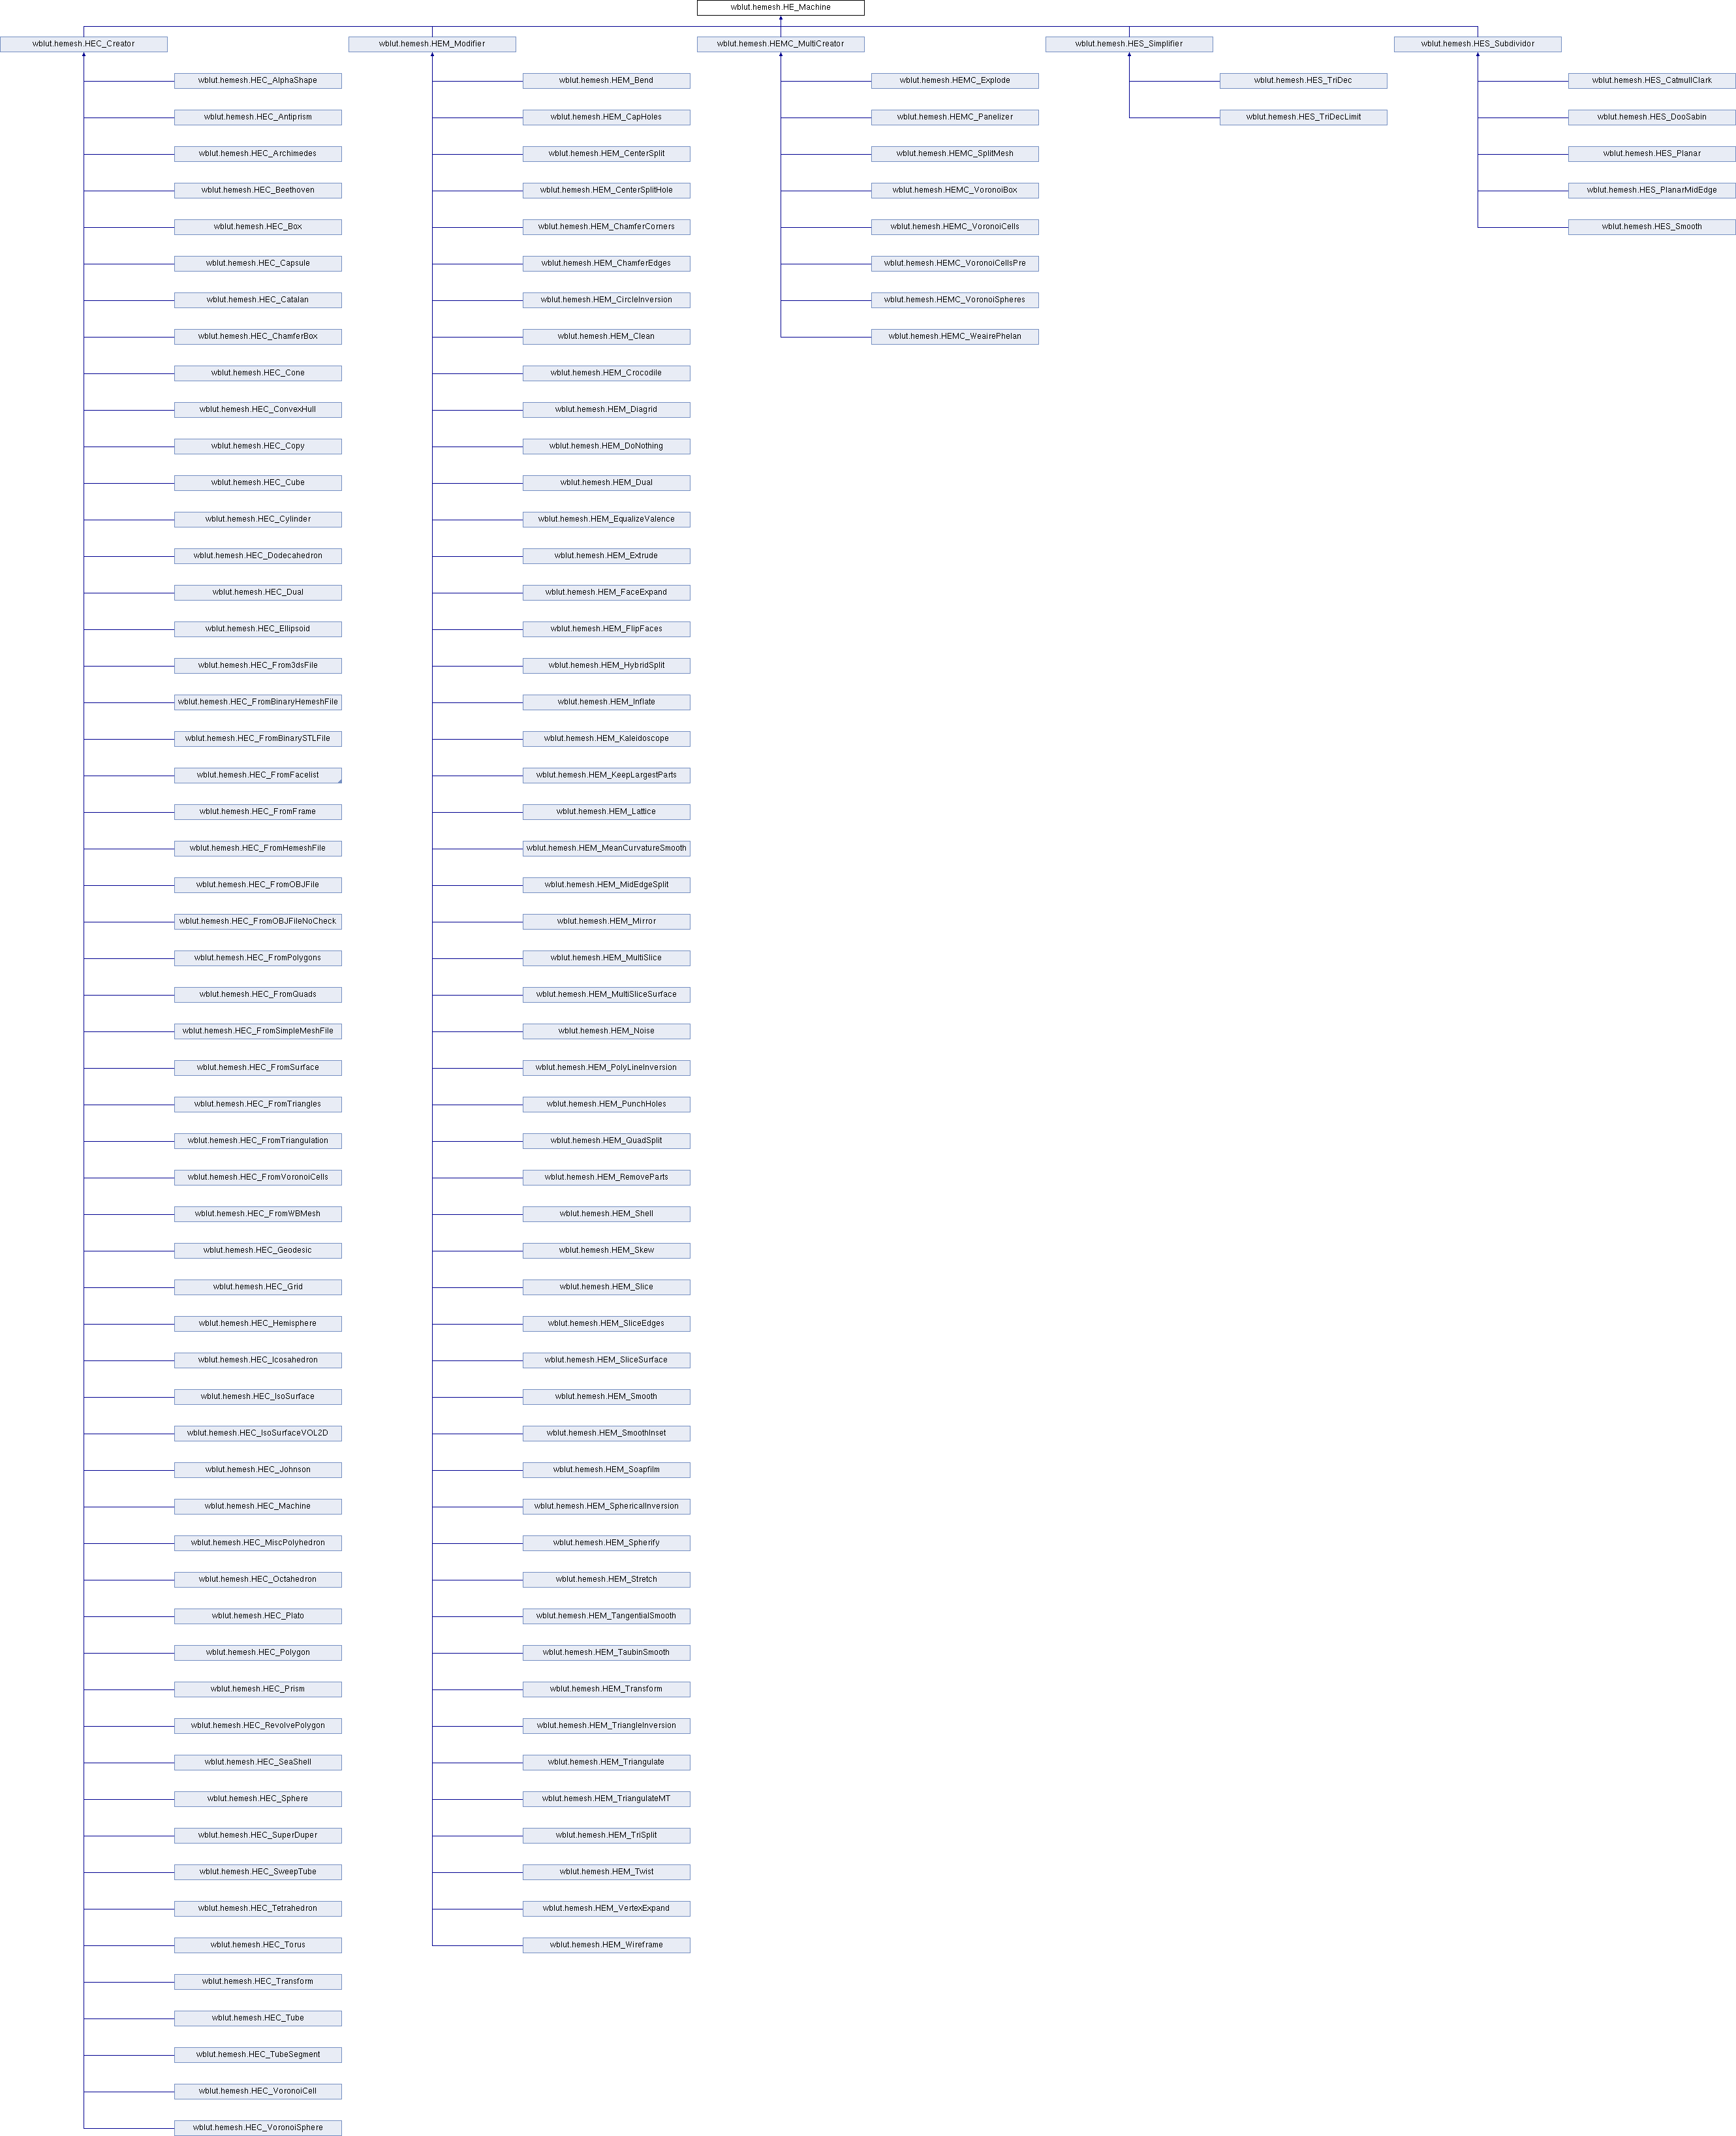 wblut.hemesh.HE_Machine
wblut.hemesh.HEC_Creator
wblut.hemesh.HEM_Modifier
wblut.hemesh.HEMC_MultiCreator
wblut.hemesh.HES_Simplifier
wblut.hemesh.HES_Subdividor
wblut.hemesh.HEC_AlphaShape
wblut.hemesh.HEC_Antiprism
wblut.hemesh.HEC_Archimedes
wblut.hemesh.HEC_Beethoven
wblut.hemesh.HEC_Box
wblut.hemesh.HEC_Capsule
wblut.hemesh.HEC_Catalan
wblut.hemesh.HEC_ChamferBox
wblut.hemesh.HEC_Cone
wblut.hemesh.HEC_ConvexHull
wblut.hemesh.HEC_Copy
wblut.hemesh.HEC_Cube
wblut.hemesh.HEC_Cylinder
wblut.hemesh.HEC_Dodecahedron
wblut.hemesh.HEC_Dual
wblut.hemesh.HEC_Ellipsoid
wblut.hemesh.HEC_From3dsFile
wblut.hemesh.HEC_FromBinaryHemeshFile
wblut.hemesh.HEC_FromBinarySTLFile
wblut.hemesh.HEC_FromFacelist
wblut.hemesh.HEC_FromFrame
wblut.hemesh.HEC_FromHemeshFile
wblut.hemesh.HEC_FromOBJFile
wblut.hemesh.HEC_FromOBJFileNoCheck
wblut.hemesh.HEC_FromPolygons
wblut.hemesh.HEC_FromQuads
wblut.hemesh.HEC_FromSimpleMeshFile
wblut.hemesh.HEC_FromSurface
wblut.hemesh.HEC_FromTriangles
wblut.hemesh.HEC_FromTriangulation
wblut.hemesh.HEC_FromVoronoiCells
wblut.hemesh.HEC_FromWBMesh
wblut.hemesh.HEC_Geodesic
wblut.hemesh.HEC_Grid
wblut.hemesh.HEC_Hemisphere
wblut.hemesh.HEC_Icosahedron
wblut.hemesh.HEC_IsoSurface
wblut.hemesh.HEC_IsoSurfaceVOL2D
wblut.hemesh.HEC_Johnson
wblut.hemesh.HEC_Machine
wblut.hemesh.HEC_MiscPolyhedron
wblut.hemesh.HEC_Octahedron
wblut.hemesh.HEC_Plato
wblut.hemesh.HEC_Polygon
wblut.hemesh.HEC_Prism
wblut.hemesh.HEC_RevolvePolygon
wblut.hemesh.HEC_SeaShell
wblut.hemesh.HEC_Sphere
wblut.hemesh.HEC_SuperDuper
wblut.hemesh.HEC_SweepTube
wblut.hemesh.HEC_Tetrahedron
wblut.hemesh.HEC_Torus
wblut.hemesh.HEC_Transform
wblut.hemesh.HEC_Tube
wblut.hemesh.HEC_TubeSegment
wblut.hemesh.HEC_VoronoiCell
wblut.hemesh.HEC_VoronoiSphere
wblut.hemesh.HEM_Bend
wblut.hemesh.HEM_CapHoles
wblut.hemesh.HEM_CenterSplit
wblut.hemesh.HEM_CenterSplitHole
wblut.hemesh.HEM_ChamferCorners
wblut.hemesh.HEM_ChamferEdges
wblut.hemesh.HEM_CircleInversion
wblut.hemesh.HEM_Clean
wblut.hemesh.HEM_Crocodile
wblut.hemesh.HEM_Diagrid
wblut.hemesh.HEM_DoNothing
wblut.hemesh.HEM_Dual
wblut.hemesh.HEM_EqualizeValence
wblut.hemesh.HEM_Extrude
wblut.hemesh.HEM_FaceExpand
wblut.hemesh.HEM_FlipFaces
wblut.hemesh.HEM_HybridSplit
wblut.hemesh.HEM_Inflate
wblut.hemesh.HEM_Kaleidoscope
wblut.hemesh.HEM_KeepLargestParts
wblut.hemesh.HEM_Lattice
wblut.hemesh.HEM_MeanCurvatureSmooth
wblut.hemesh.HEM_MidEdgeSplit
wblut.hemesh.HEM_Mirror
wblut.hemesh.HEM_MultiSlice
wblut.hemesh.HEM_MultiSliceSurface
wblut.hemesh.HEM_Noise
wblut.hemesh.HEM_PolyLineInversion
wblut.hemesh.HEM_PunchHoles
wblut.hemesh.HEM_QuadSplit
wblut.hemesh.HEM_RemoveParts
wblut.hemesh.HEM_Shell
wblut.hemesh.HEM_Skew
wblut.hemesh.HEM_Slice
wblut.hemesh.HEM_SliceEdges
wblut.hemesh.HEM_SliceSurface
wblut.hemesh.HEM_Smooth
wblut.hemesh.HEM_SmoothInset
wblut.hemesh.HEM_Soapfilm
wblut.hemesh.HEM_SphericalInversion
wblut.hemesh.HEM_Spherify
wblut.hemesh.HEM_Stretch
wblut.hemesh.HEM_TangentialSmooth
wblut.hemesh.HEM_TaubinSmooth
wblut.hemesh.HEM_Transform
wblut.hemesh.HEM_TriangleInversion
wblut.hemesh.HEM_Triangulate
wblut.hemesh.HEM_TriangulateMT
wblut.hemesh.HEM_TriSplit
wblut.hemesh.HEM_Twist
wblut.hemesh.HEM_VertexExpand
wblut.hemesh.HEM_Wireframe
wblut.hemesh.HEMC_Explode
wblut.hemesh.HEMC_Panelizer
wblut.hemesh.HEMC_SplitMesh
wblut.hemesh.HEMC_VoronoiBox
wblut.hemesh.HEMC_VoronoiCells
wblut.hemesh.HEMC_VoronoiCellsPre
wblut.hemesh.HEMC_VoronoiSpheres
wblut.hemesh.HEMC_WeairePhelan
wblut.hemesh.HES_TriDec
wblut.hemesh.HES_TriDecLimit
wblut.hemesh.HES_CatmullClark
wblut.hemesh.HES_DooSabin
wblut.hemesh.HES_Planar
wblut.hemesh.HES_PlanarMidEdge
wblut.hemesh.HES_Smooth